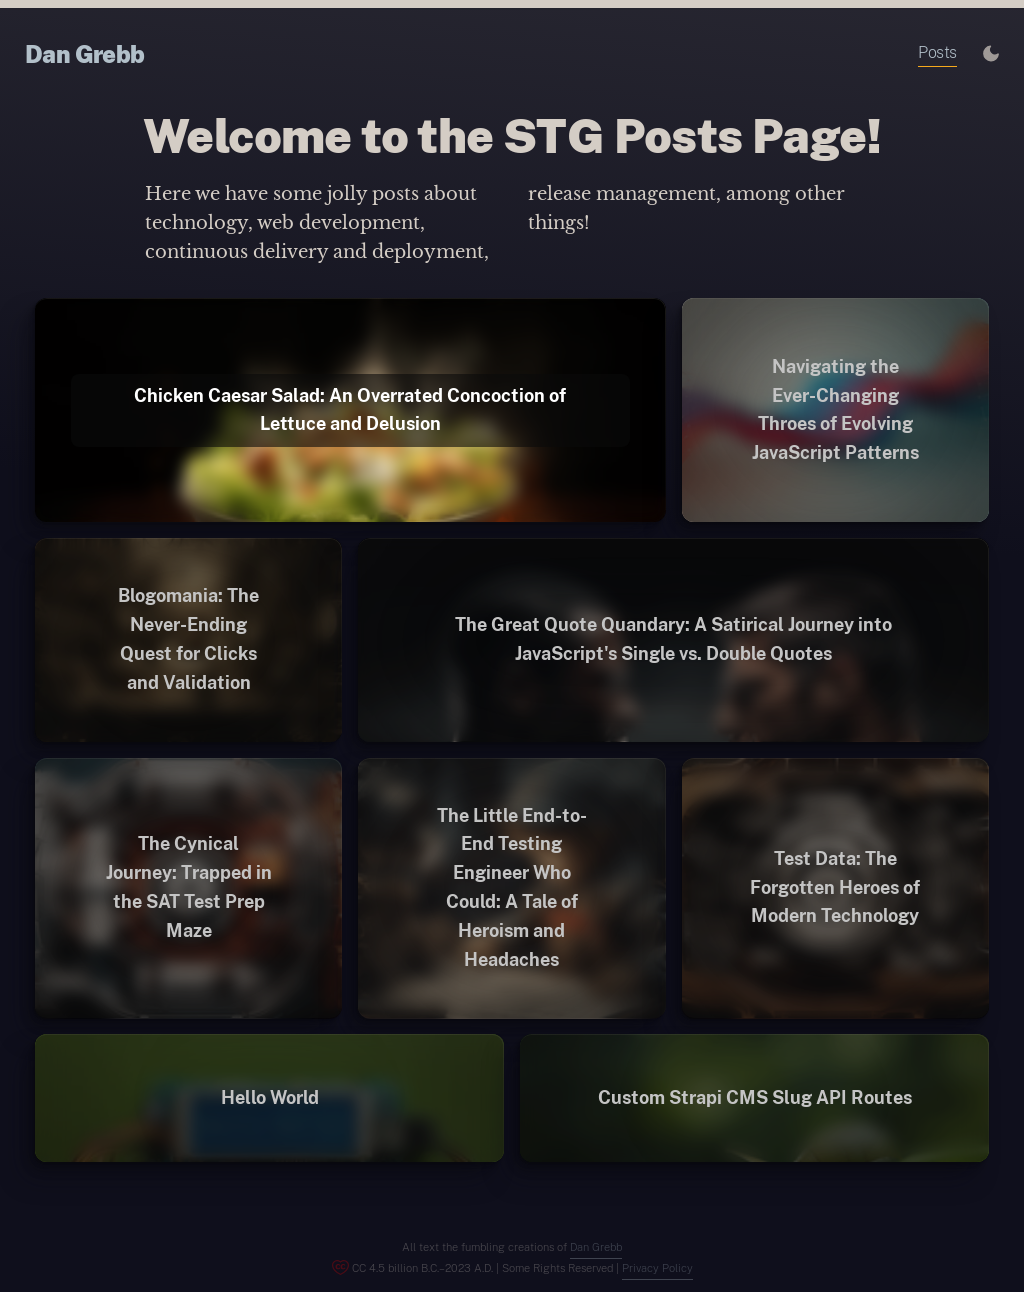 Dan Grebb
Posts
Welcome to the STG Posts Page!
Here we have some jolly posts about
technology, web development,
continuous delivery and deployment,
release management, among other
things!
Chicken Caesar Salad: An Overrated Concoction of
Lettuce and Delusion
Navigating the
Ever-Changing
Throes of Evolving
JavaScript Patterns
Blogomania: The
Never-Ending
Quest for Clicks
and Validation
The Great Quote Quandary: A Satirical Journey into
JavaScript's Single vs. Double Quotes
The Cynical
Journey: Trapped in
the SAT Test Prep
Maze
The Little End-to-
End Testing
Engineer Who
Could: A Tale of
Heroism and
Headaches
Test Data: The
Forgotten Heroes of
Modern Technology
Hello World
Custom Strapi CMS Slug API Routes
All text the fumbling creations of Dan Grebb
CC 4.5 billion B.C.–2023 A.D. | Some Rights Reserved | Privacy Policy